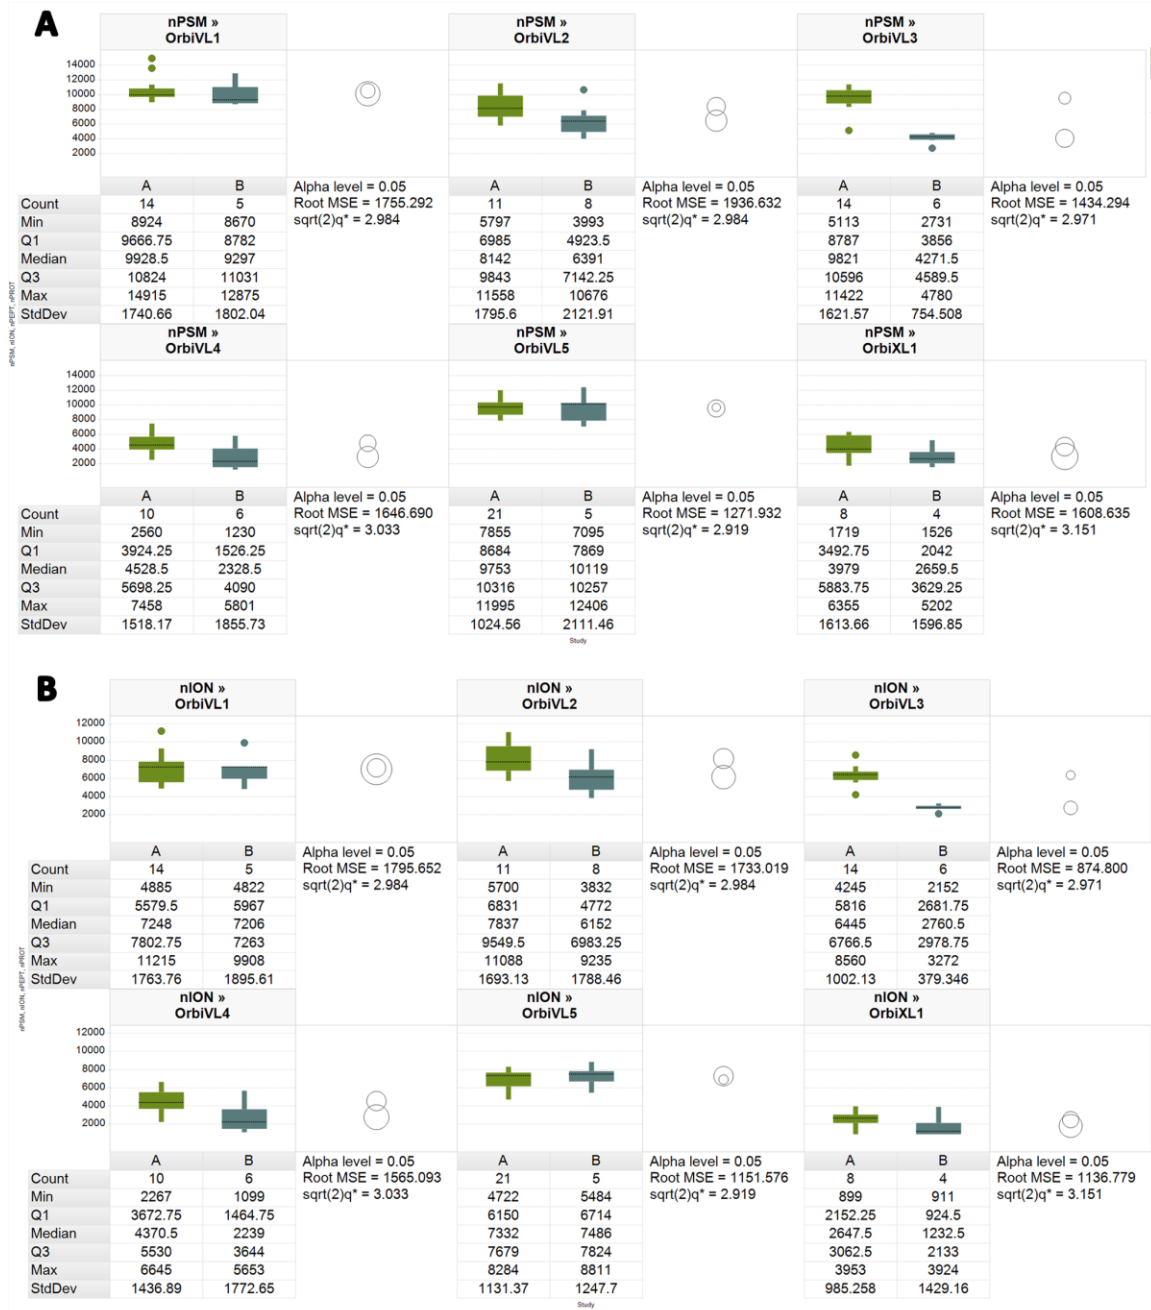 A
nPSM » OrbiVL1
nPSM » OrbiVL2
nPSM » OrbiVL3
14000
12000
10000
8000
6000
4000
2000
A B Alpha level = 0.05 A B Alpha level = 0.05 A B Alpha level = 0.05
Count 14 5 Root MSE = 1755.292 11 8 Root MSE = 1936.632 14 6 Root MSE = 1434.294
Min 8924 8670 sqrt(2)q* = 2.984 5797 3993 sqrt(2)q* = 2.984 5113 2731 sqrt(2)q* = 2.971
Q1 9666.75 8782 6985 4923.5 8787 3856
Median 9928.5 9297 8142 6391 9821 4271.5
Q3 10824 11031 9843 7142.25 10596 4589.5
Max 14915 12875 11558 10676 11422 4780
StdDev 1740.66 1802.04 1795.6 2121.91 1621.57 754.508
nPSM, nION, nPEPT, nPROT
nPSM » OrbiVL4
nPSM » OrbiVL5
nPSM » OrbiXL1
14000
12000
10000
8000
6000
4000
2000
A B Alpha level = 0.05 A B Alpha level = 0.05 A B Alpha level = 0.05
Count 10 6 Root MSE = 1646.690 21 5 Root MSE = 1271.932 8 4 Root MSE = 1608.635
Min 2560 1230 sqrt(2)q* = 3.033 7855 7095 sqrt(2)q* = 2.919 1719 1526 sqrt(2)q* = 3.151
Q1 3924.25 1526.25 8684 7869 3492.75 2042
Median 4528.5 2328.5 9753 10119 3979 2659.5
Q3 5698.25 4090 10316 10257 5883.75 3629.25
Max 7458 5801 11995 12406 6355 5202
StdDev 1518.17 1855.73 1024.56 2111.46 1613.66 1596.85
Study
B
nION » OrbiVL1
nION » OrbiVL2
nION » OrbiVL3
12000
10000
8000
6000
4000
2000
A B Alpha level = 0.05 A B Alpha level = 0.05 A B Alpha level = 0.05
Count 14 5 Root MSE = 1795.652 11 8 Root MSE = 1733.019 14 6 Root MSE = 874.800
Min 4885 4822 sqrt(2)q* = 2.984 5700 3832 sqrt(2)q* = 2.984 4245 2152 sqrt(2)q* = 2.971
Q1 5579.5 5967 6831 4772 5816 2681.75
Median 7248 7206 7837 6152 6445 2760.5
Q3 7802.75 7263 9549.5 6983.25 6766.5 2978.75
Max 11215 9908 11088 9235 8560 3272
StdDev 1763.76 1895.61 1693.13 1788.46 1002.13 379.346
nPSM, nION, nPEPT, nPROT
nION » OrbiVL4
nION » OrbiVL5
nION » OrbiXL1
12000
10000
8000
6000
4000
2000
A B Alpha level = 0.05 A B Alpha level = 0.05 A B Alpha level = 0.05
Count 10 6 Root MSE = 1565.093 21 5 Root MSE = 1151.576 8 4 Root MSE = 1136.779
Min 2267 1099 sqrt(2)q* = 3.033 4722 5484 sqrt(2)q* = 2.919 899 911 sqrt(2)q* = 3.151
Q1 3672.75 1464.75 6150 6714 2152.25 924.5
Median 4370.5 2239 7332 7486 2647.5 1232.5
Q3 5530 3644 7679 7824 3062.5 2133
Max 6645 5653 8284 8811 3953 3924
StdDev 1436.89 1772.65 1131.37 1247.7 985.258 1429.16
Study